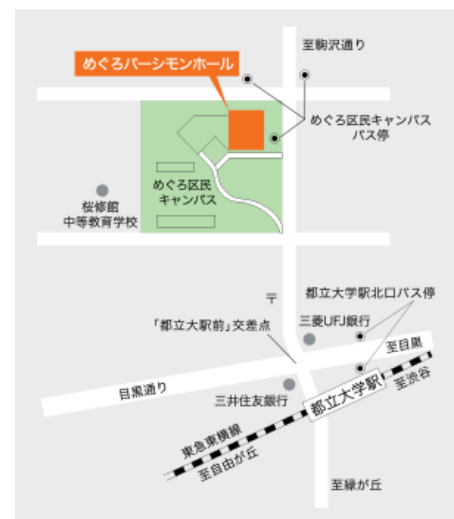 至駒沢通り
めぐろパーシモンホール
めぐろ区民キャンパス
バス停
めぐろ区民
キャンパス
桜修館
中等教育学校
〒
都立大学駅北口バス停
「都立大駅前」交差点
三菱UFJ銀行
至目黒
目黒通り
三井住友銀行
都立大学駅
至渋谷
東急東横線
至自由が丘
至緑が丘